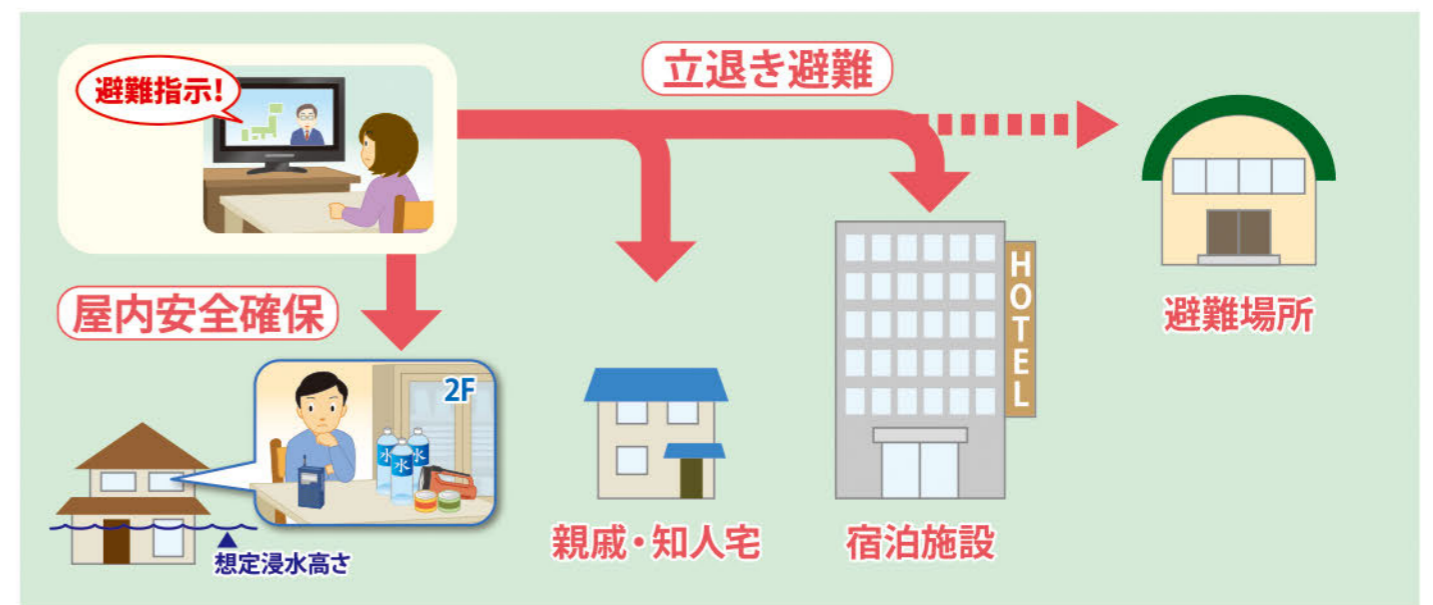 避難指示!
立退き避難
屋内安全確保
避難場所
2F
水
水
水
想定浸水高さ
親戚・知人宅
HOTEL
宿泊施設